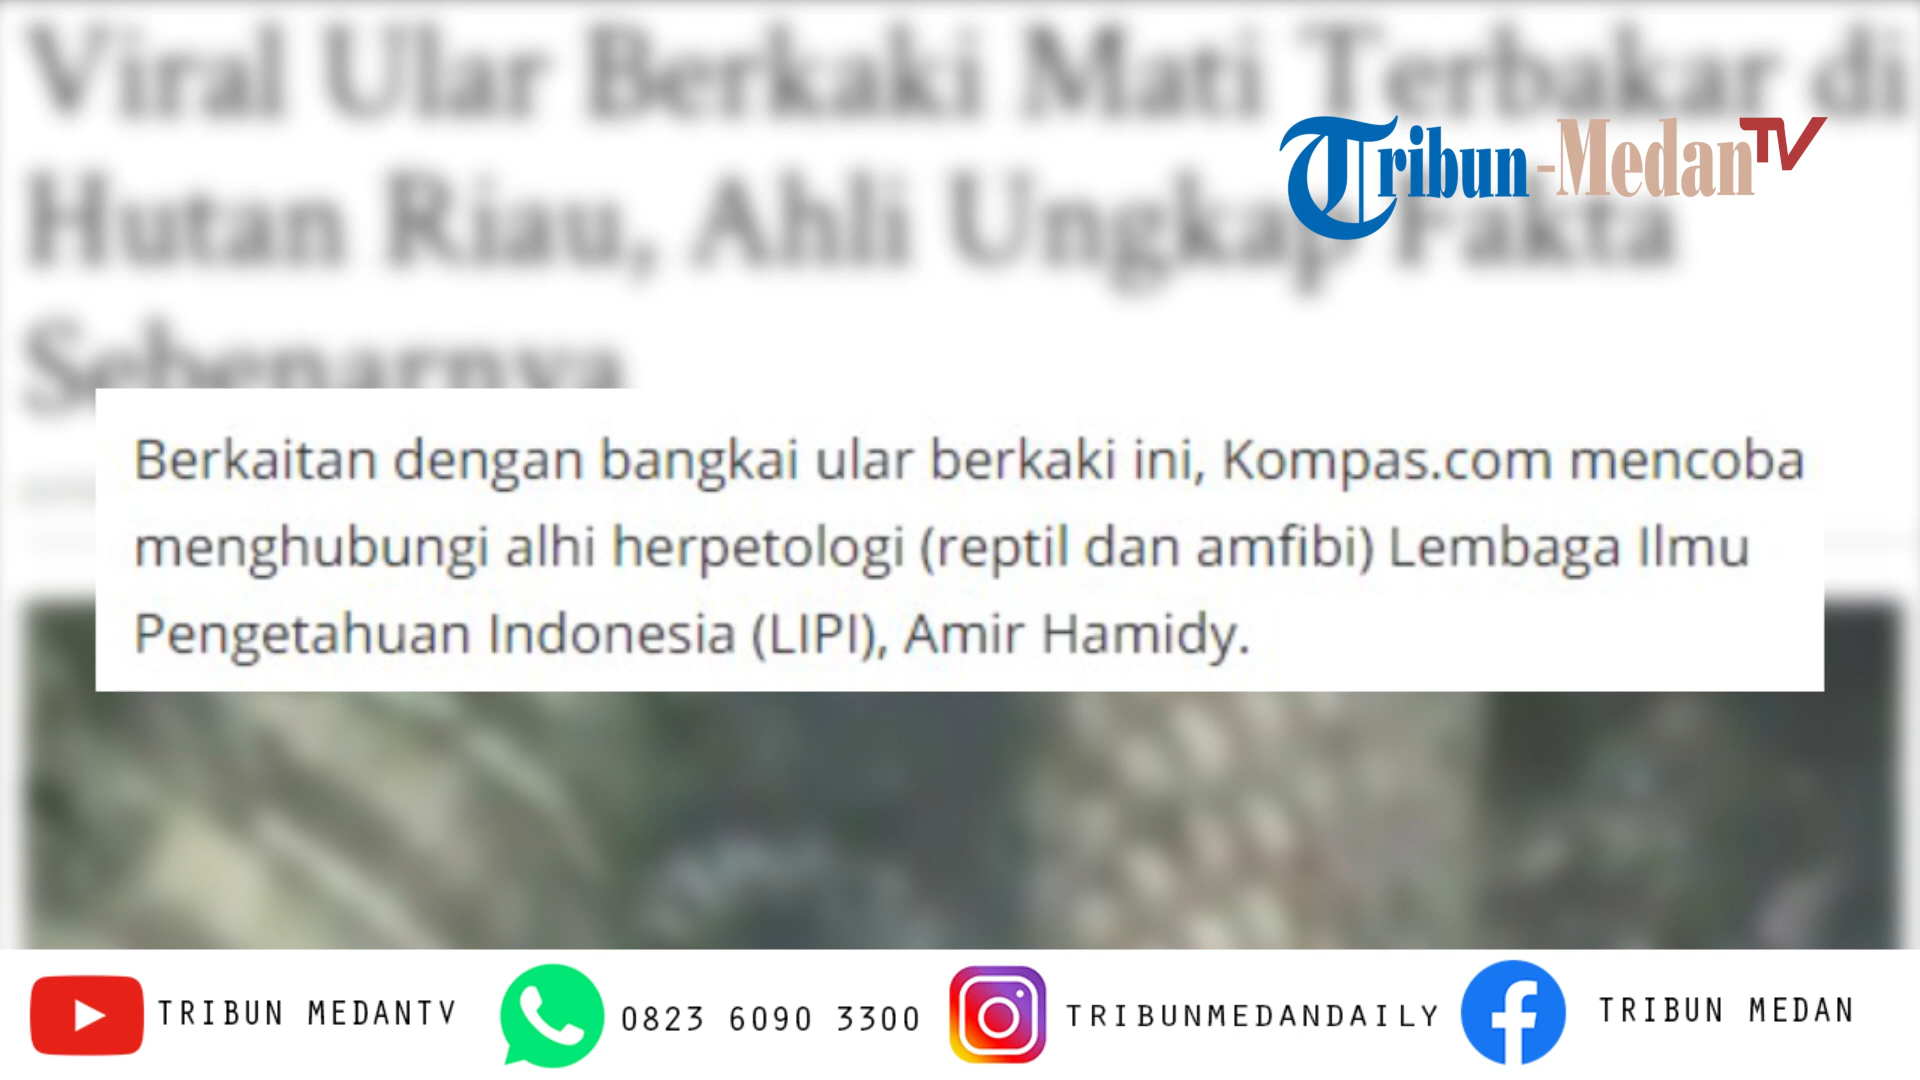 Viral Ular Berkaki Mati Terbakar di
Hutan Riau, Ahli Ungkap Fakta
Sebenarnya
Tribun-Medan TV
Berkaitan dengan bangkai ular berkaki ini, Kompas.com mencoba
menghubungi alhi herpetologi (reptil dan amfibi) Lembaga Ilmu
Pengetahuan Indonesia (LIPI), Amir Hamidy.
TRIBUN MEDANTV
0823 6090 3300
TRIBUNMEDANDAILY
TRIBUN MEDAN